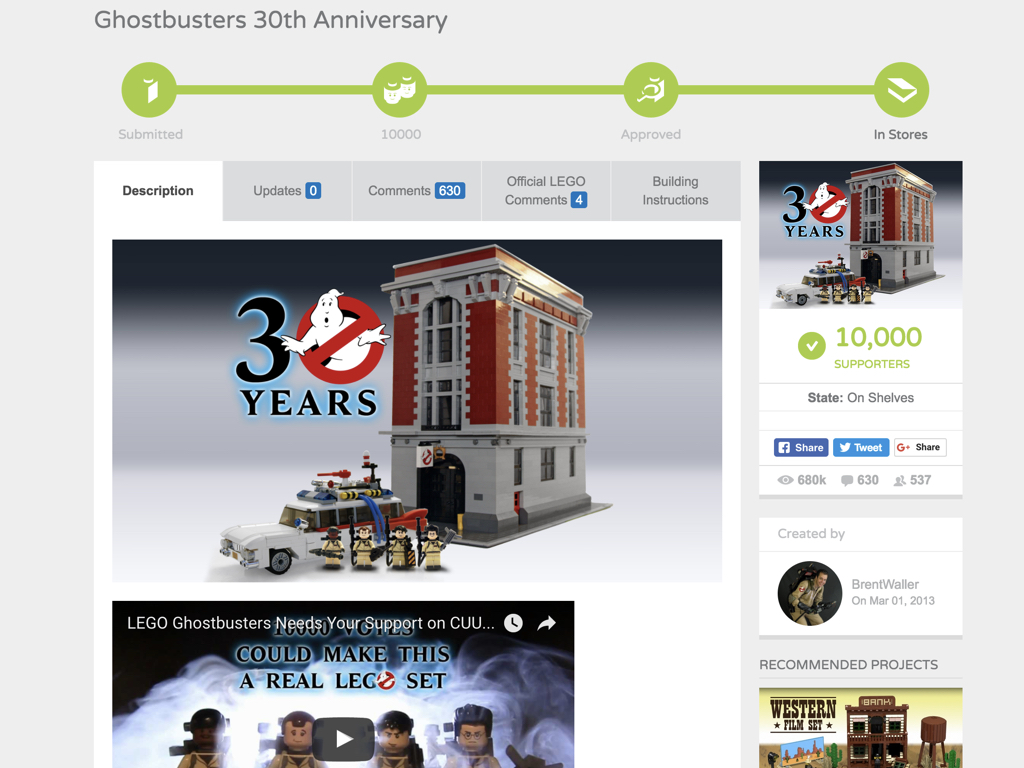 Ghostbusters 30th Anniversary
Submitted
10000
Approved
In Stores
Description
Updates 0
Comments 630
Official LEGO
Comments 4
Building
Instructions
30
YEARS
30
YEARS
10,000
SUPPORTERS
State: On Shelves
Share
Tweet
G+ Share
680k 630 537
Created by
BrentWaller
On Mar 01, 2013
LEGO Ghostbusters Needs Your Support on CUU...
10000 VOTES
COULD MAKE THIS
A REAL LEGO SET
RECOMMENDED PROJECTS
WESTERN
FILM SET
BANK